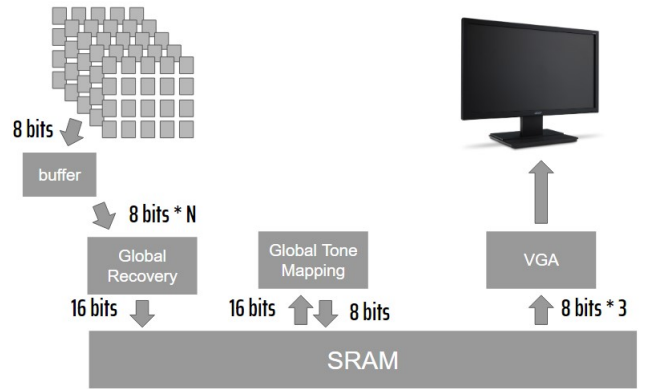 8 bits
buffer
8 bits * N
Global
Recovery
Global Tone
Mapping
VGA
16 bits
16 bits
8 bits
8 bits * 3
SRAM